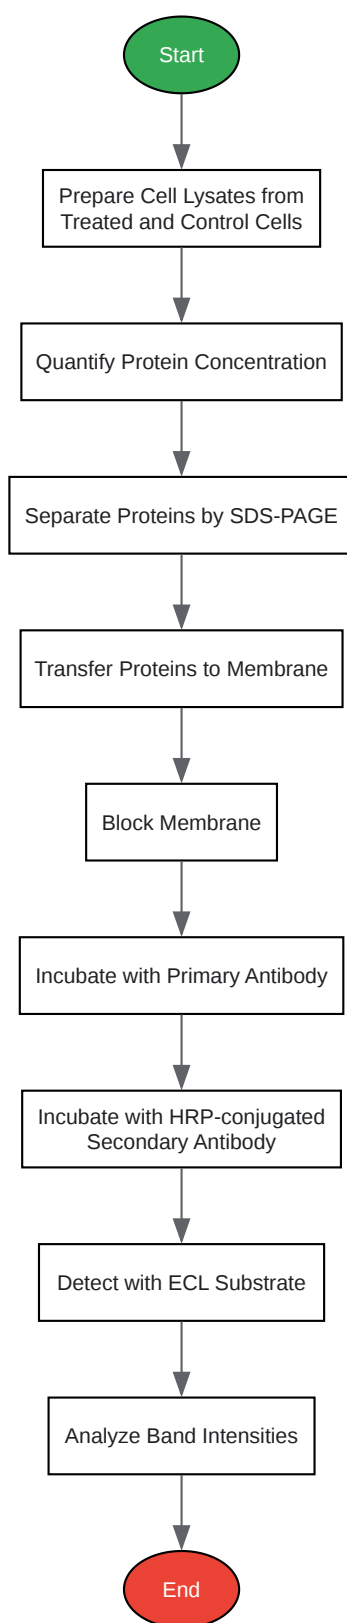 Start
Prepare Cell Lysates from
Treated and Control Cells
Quantify Protein Concentration
Separate Proteins by SDS-PAGE
Transfer Proteins to Membrane
Block Membrane
Incubate with Primary Antibody
Incubate with HRP-conjugated
Secondary Antibody
Detect with ECL Substrate
Analyze Band Intensities
End